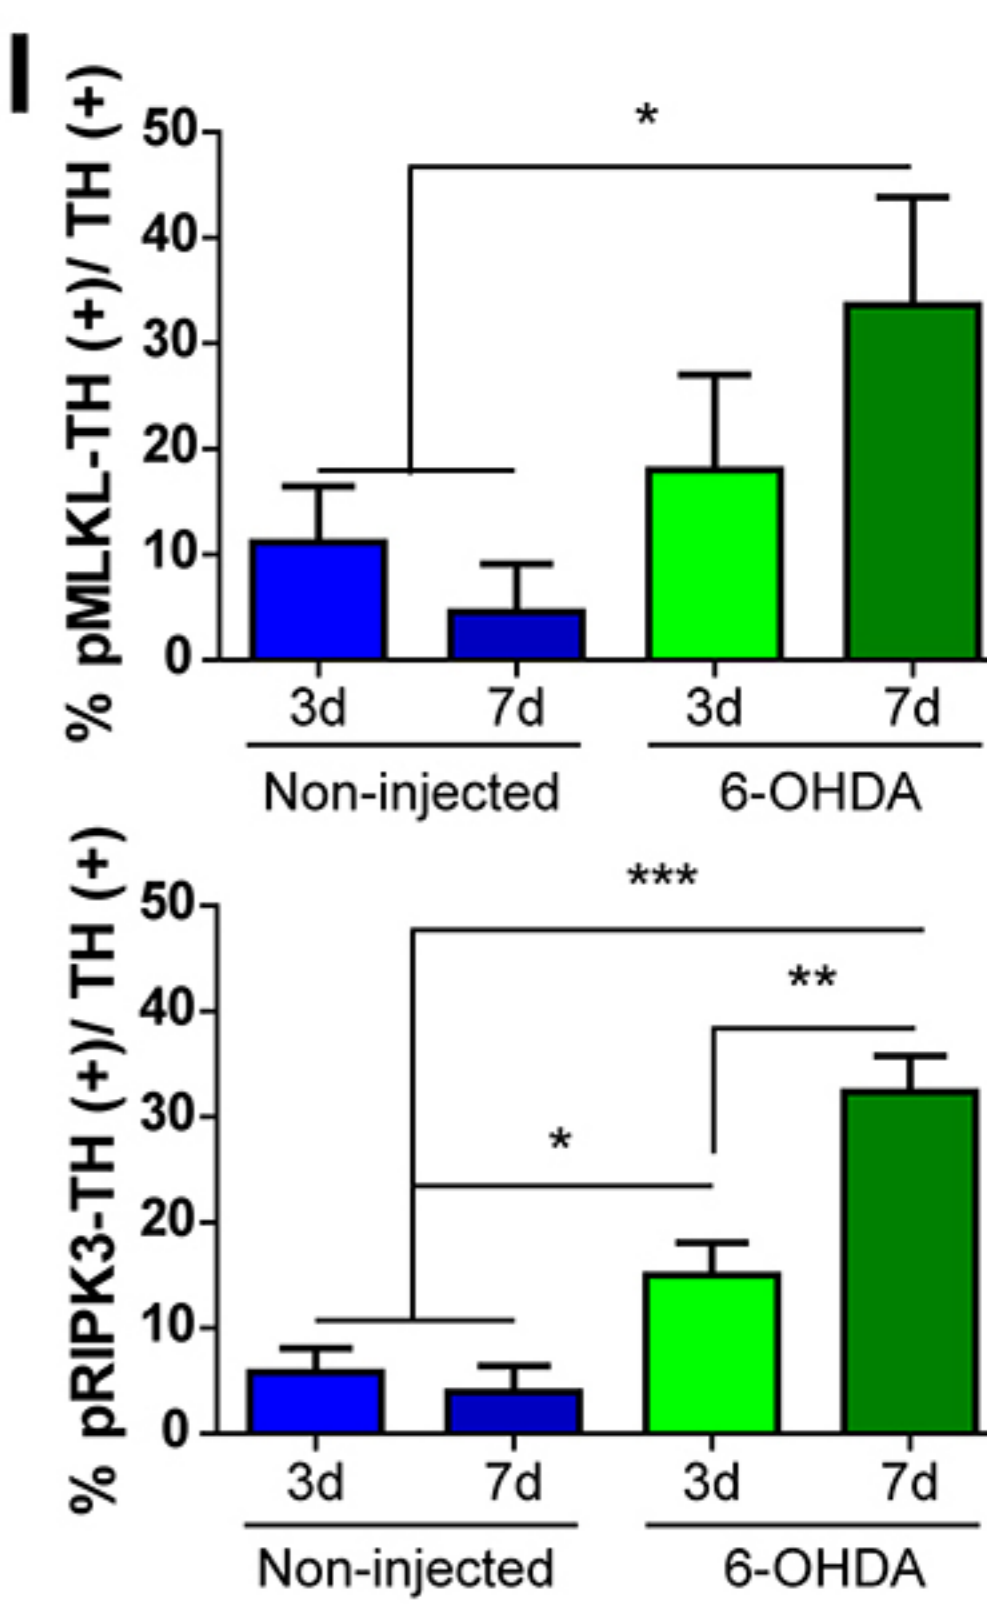 I
% pMLKL-TH (+)/ TH (+)
50
40
30
20
10
0
*
3d 7d 3d 7d
Non-injected 6-OHDA
% pRIPK3-TH (+)/ TH (+)
50
40
30
20
10
0
***
**
*
3d 7d 3d 7d
Non-injected 6-OHDA